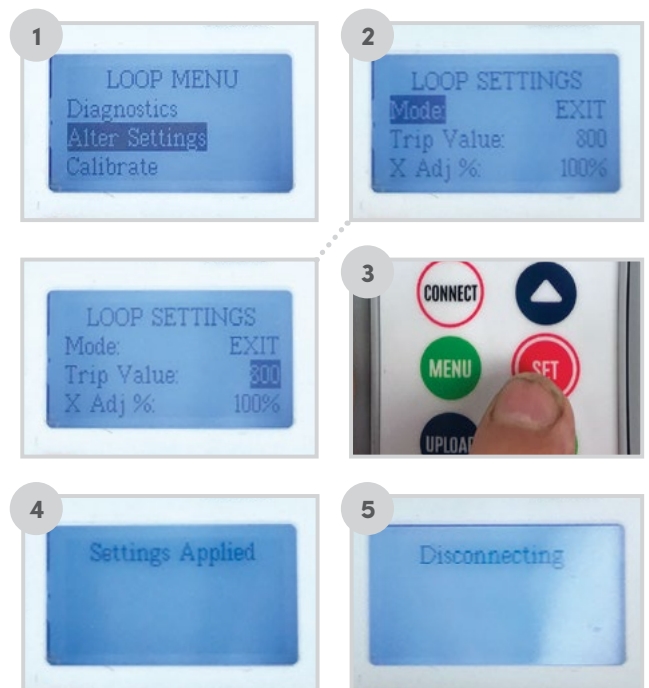 1
LOOP MENU
Diagnostics
Alter Settings
Calibrate
2
LOOP SETTINGS
Mode: EXIT
Trip Value: 800
X Adj %: 100%
LOOP SETTINGS
Mode: EXIT
Trip Value: 800
X Adj %: 100%
3
CONNECT
MENU
SET
UPLOAD
4
Settings Applied
5
Disconnecting